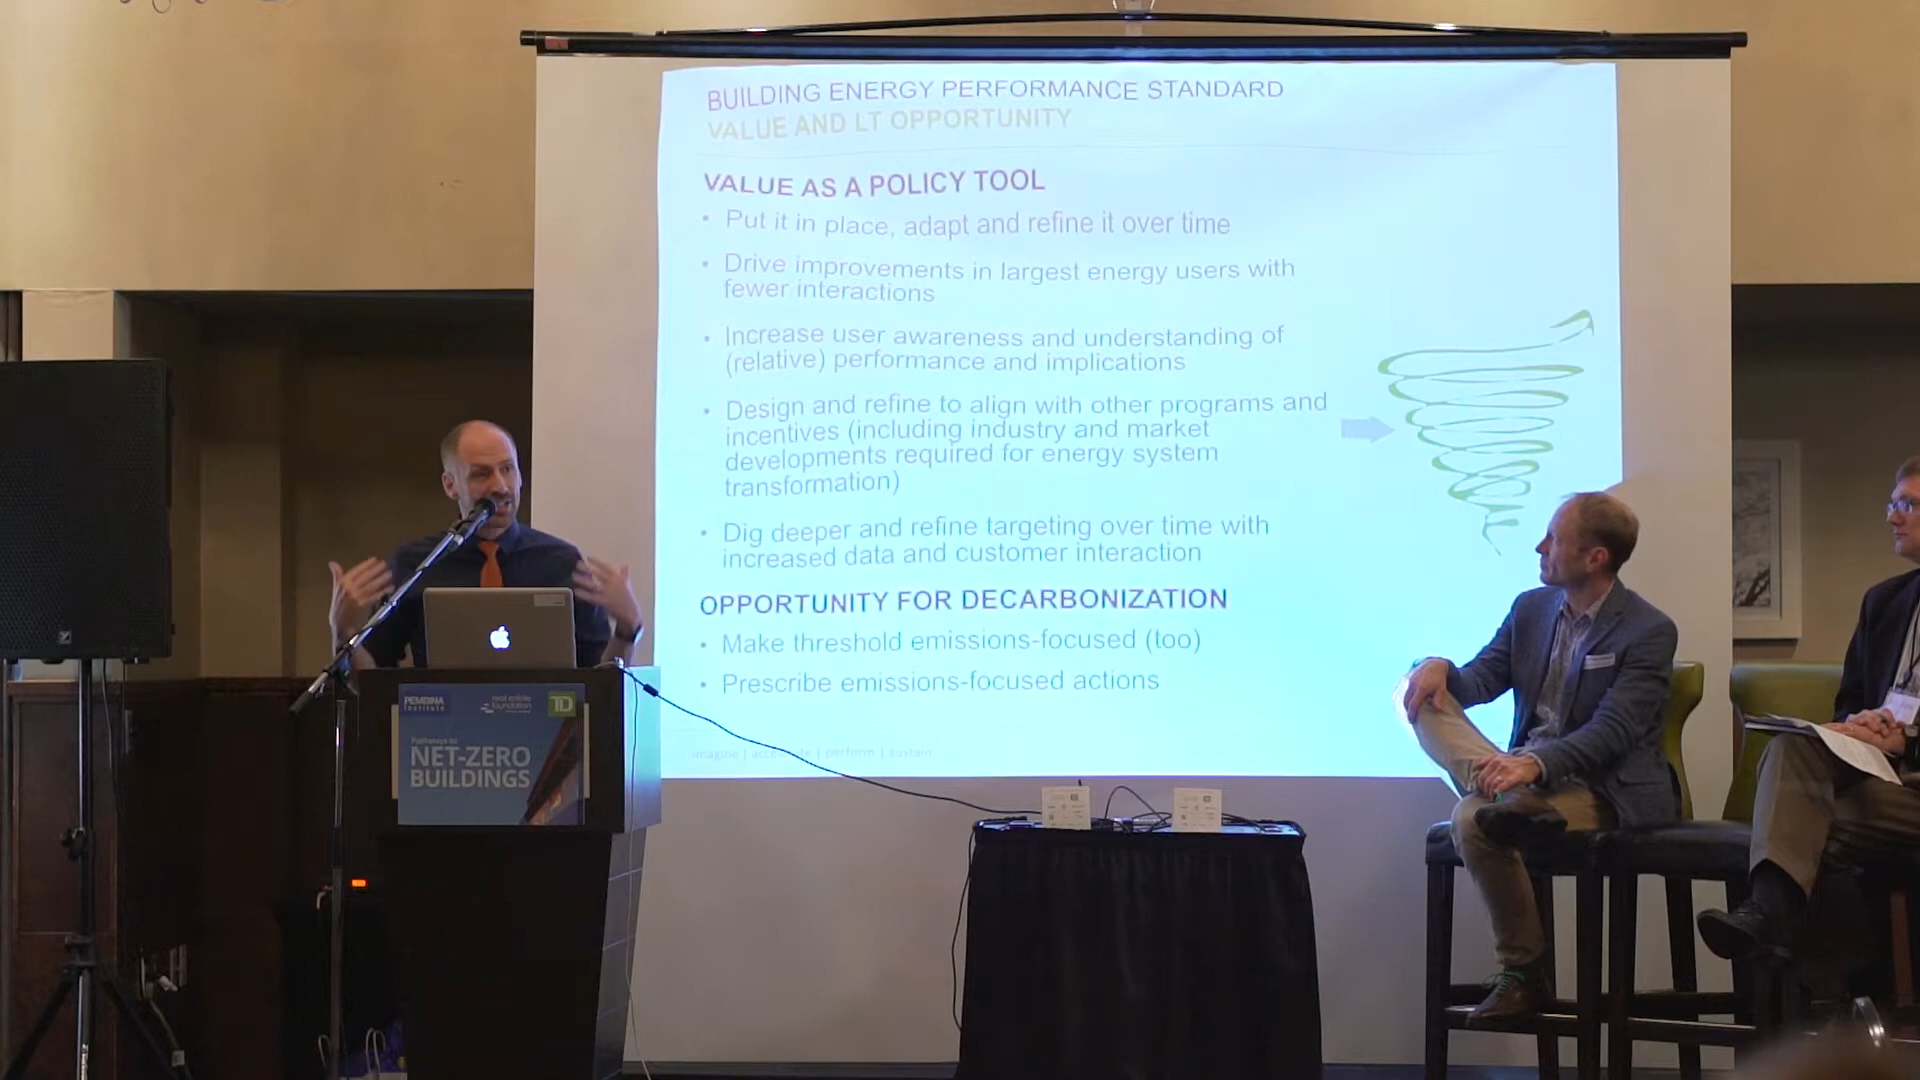 BUILDING ENERGY PERFORMANCE STANDARD
VALUE AND LT OPPORTUNITY
VALUE AS A POLICY TOOL
• Put it in place, adapt and refine it over time
• Drive improvements in largest energy users with
fewer interactions
• Increase user awareness and understanding of
(relative) performance and implications
• Design and refine to align with other programs and
incentives (including industry and market
developments required for energy system
transformation)
• Dig deeper and refine targeting over time with
increased data and customer interaction
OPPORTUNITY FOR DECARBONIZATION
• Make threshold emissions-focused (too)
• Prescribe emissions-focused actions
imagine | accelerate | perform | sustain
PEMBINA
institute
real estate
foundation
TD
Pathways to
NET-ZERO
BUILDINGS